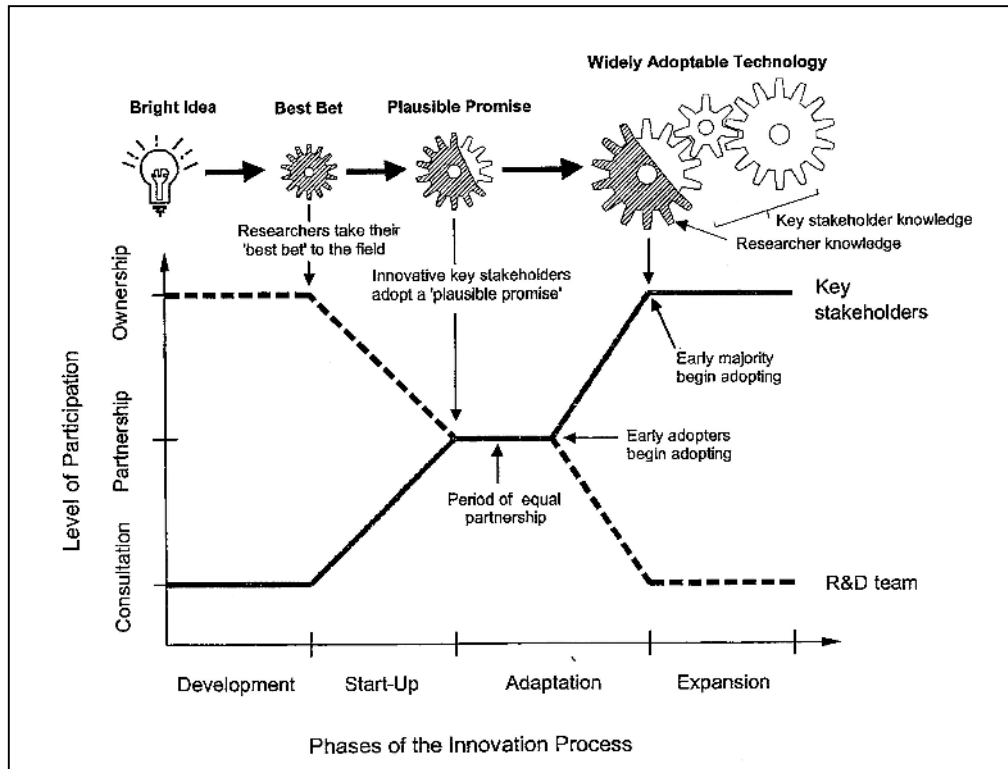 Widely Adoptable Technology
Bright Idea
Best Bet
Plausible Promise
Researchers take their
'best bet' to the field
Key stakeholder knowledge
Researcher knowledge
Innovative key stakeholders
adopt a 'plausible promise'
Key
stakeholders
Early majority
begin adopting
Early adopters
begin adopting
Period of equal
partnership
R&D team
Level of Participation
Ownership
Partnership
Consultation
Development
Start-Up
Adaptation
Expansion
Phases of the Innovation Process